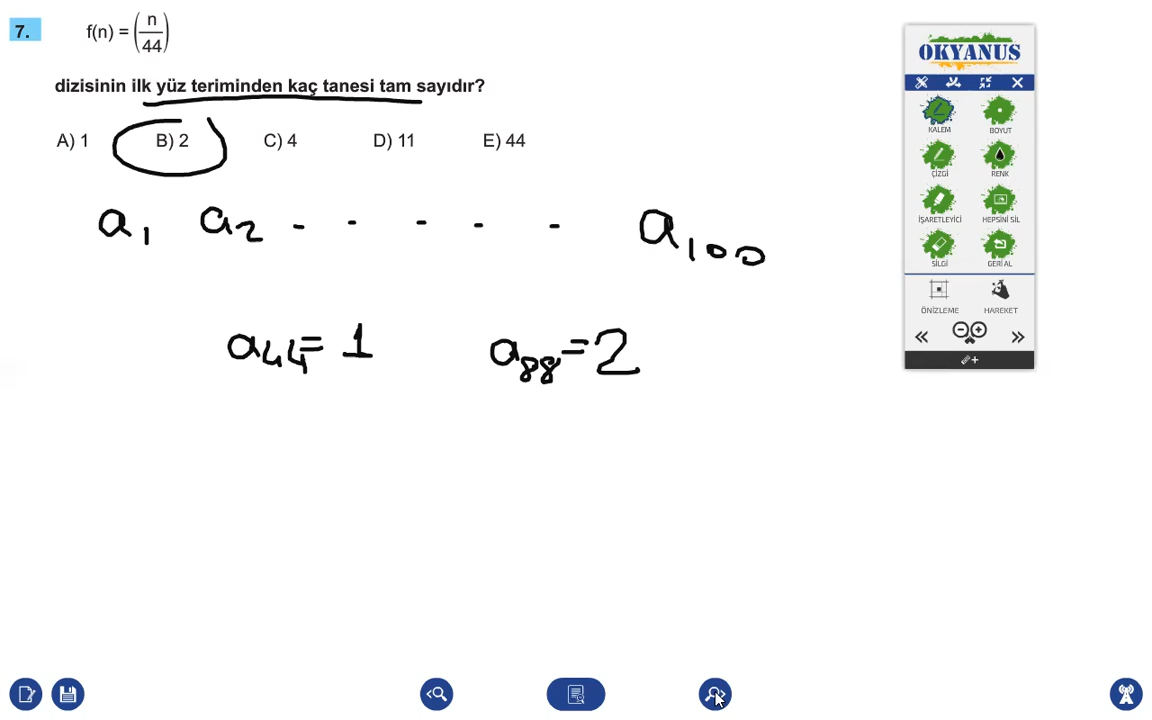 7. f(n) = (n/44)
dizisinin ilk yüz teriminden kaç tanesi tam sayıdır?
A) 1 B) 2 C) 4 D) 11 E) 44
a1 a2 - - - - - a100
a44 = 1 a88 = 2
OKYANUS
KALEM BOYUT
ÇİZGİ RENK
İŞARETLEYİCİ HEPSİNİ SİL
SİLGİ GERİ AL
ÖNİZLEME HAREKET